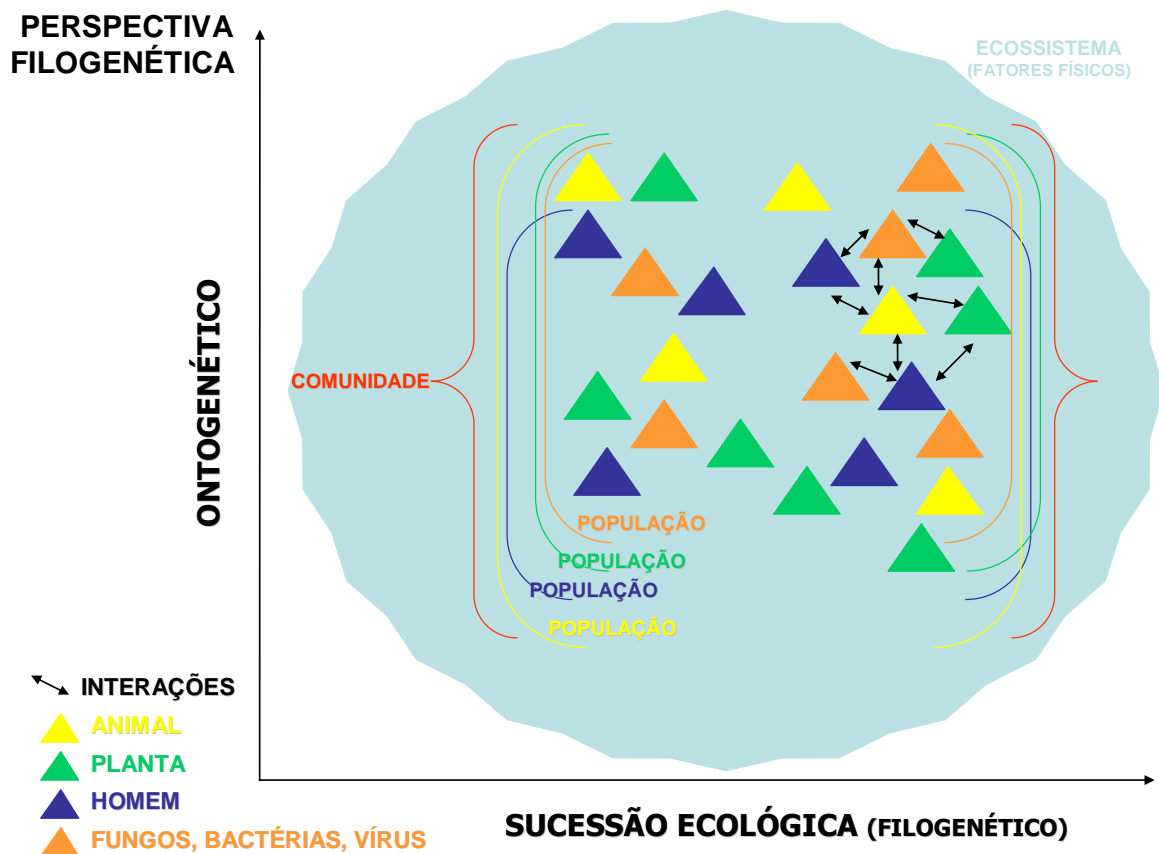 PERSPECTIVA
FILOGENÉTICA
ECOSSISTEMA
(FATORES FÍSICOS)
ONTOGENÉTICO
COMUNIDADE
POPULAÇÃO
POPULAÇÃO
POPULAÇÃO
POPULAÇÃO
INTERAÇÕES
ANIMAL
PLANTA
HOMEM
FUNGOS, BACTÉRIAS, VÍRUS
SUCESSÃO ECOLÓGICA (FILOGENÉTICO)